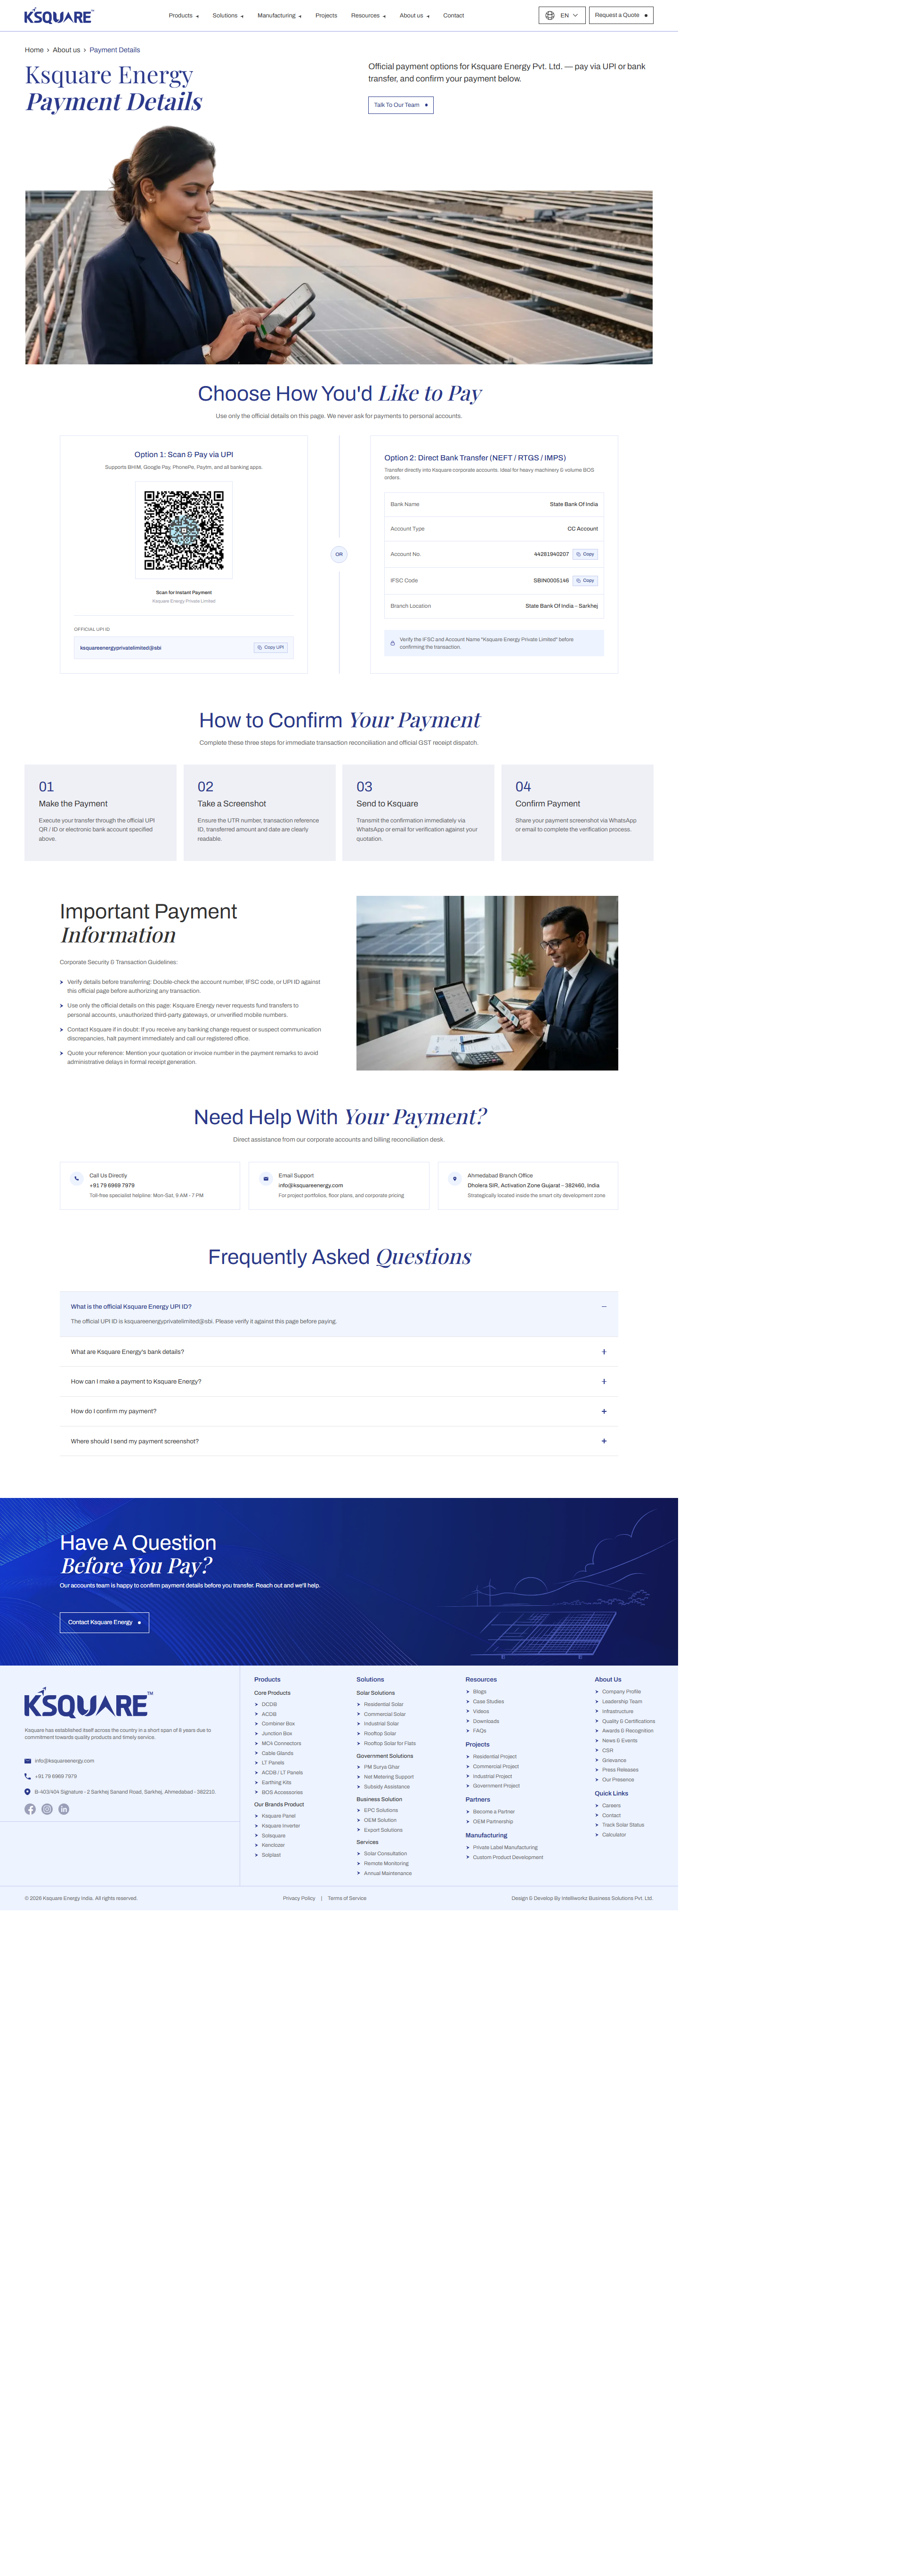 KSQUARE™
Products
Solutions
Manufacturing
Projects
Resources
About us
Contact
EN
Request a Quote
Home › About us › Payment Details
Ksquare Energy
Payment Details
Official payment options for Ksquare Energy Pvt. Ltd. — pay via UPI or bank
transfer, and confirm your payment below.
Talk To Our Team
Choose How You'd Like to Pay
Use only the official details on this page. We never ask for payments to personal accounts.
Option 1: Scan & Pay via UPI
Supports BHIM, Google Pay, PhonePe, Paytm, and all banking apps.
Scan for Instant Payment
Ksquare Energy Private Limited
OFFICIAL UPI ID
ksquareenergyprivatelimited@sbi
Copy UPI
OR
Option 2: Direct Bank Transfer (NEFT / RTGS / IMPS)
Transfer directly into Ksquare corporate accounts. Ideal for heavy machinery & volume BOS
orders.
Bank Name
State Bank Of India
Account Type
CC Account
Account No
44281940207
Copy
IFSC Code
SBIN0005146
Copy
Branch Location
State Bank Of India – Sarkhej
Verify the IFSC and Account Name "Ksquare Energy Private Limited" before
confirming the transaction.
How to Confirm Your Payment
Complete these three steps for immediate transaction reconciliation and official GST receipt dispatch.
01
Make the Payment
Execute your transfer through the official UPI
QR / ID or electronic bank account specified
above.
02
Take a Screenshot
Ensure the UTR number, transaction reference
ID, transferred amount and date are clearly
readable.
03
Send to Ksquare
Transmit the confirmation immediately via
WhatsApp or email for verification against your
quotation.
04
Confirm Payment
Share your payment screenshot via WhatsApp
or email to complete the verification process.
Important Payment
Information
Corporate Security & Transaction Guidelines:
Verify details before transferring: Double-check the account number, IFSC code, or UPI ID against
this official page before authorizing any transaction.
Use only the official details on this page: Ksquare Energy never requests fund transfers to
personal accounts, unauthorized third-party gateways, or unverified mobile numbers.
Contact Ksquare if in doubt: If you receive any banking change request or suspect communication
discrepancies, halt payment immediately and call our registered office.
Quote your reference: Mention your quotation or invoice number in the payment remarks to avoid
administrative delays in formal receipt generation.
Need Help With Your Payment?
Direct assistance from our corporate accounts and billing reconciliation desk.
Call Us Directly
+91 79 6969 7979
Toll-free specialist helpline: Mon-Sat, 9 AM - 7 PM
Email Support
info@ksquareenergy.com
For project portfolios, floor plans, and corporate pricing
Ahmedabad Branch Office
Dholera SIR, Activation Zone Gujarat – 382460, India
Strategically located inside the smart city development zone
Frequently Asked Questions
What is the official Ksquare Energy UPI ID?
The official UPI ID is ksquareenergyprivatelimited@sbi. Please verify it against this page before paying.
What are Ksquare Energy's bank details?
How can I make a payment to Ksquare Energy?
How do I confirm my payment?
Where should I send my payment screenshot?
Have A Question
Before You Pay?
Our accounts team is happy to confirm payment details before you transfer. Reach out and we'll help.
Contact Ksquare Energy
KSQUARE™
Ksquare has established itself across the country in a short span of 8 years due to
commitment towards quality products and timely service.
info@ksquareenergy.com
+91 79 6969 7979
B-403/404 Signature - 2 Sarkhej Sanand Road, Sarkhej, Ahmedabad - 382210.
Products
Core Products
DCDB
ACDB
Combiner Box
Junction Box
MC4 Connectors
Cable Glands
LT Panels
ACDB / LT Panels
Earthing Kits
BOS Accessories
Our Brands Product
Ksquare Panel
Ksquare Inverter
Solsquare
Kenclozer
Solplast
Solutions
Solar Solutions
Residential Solar
Commercial Solar
Industrial Solar
Rooftop Solar
Rooftop Solar for Flats
Government Solutions
PM Surya Ghar
Net Metering Support
Subsidy Assistance
Business Solution
EPC Solutions
OEM Solution
Export Solutions
Services
Solar Consultation
Remote Monitoring
Annual Maintenance
Resources
Blogs
Case Studies
Videos
Downloads
FAQs
Projects
Residential Project
Commercial Project
Industrial Project
Government Project
Partners
Become a Partner
OEM Partnership
Manufacturing
Private Label Manufacturing
Custom Product Development
About Us
Company Profile
Leadership Team
Infrastructure
Quality & Certifications
Awards & Recognition
News & Events
CSR
Grievance
Press Releases
Our Presence
Quick Links
Careers
Contact
Track Solar Status
Calculator
© 2026 Ksquare Energy India. All rights reserved.
Privacy Policy | Terms of Service
Design & Develop By Intelliworkz Business Solutions Pvt. Ltd.